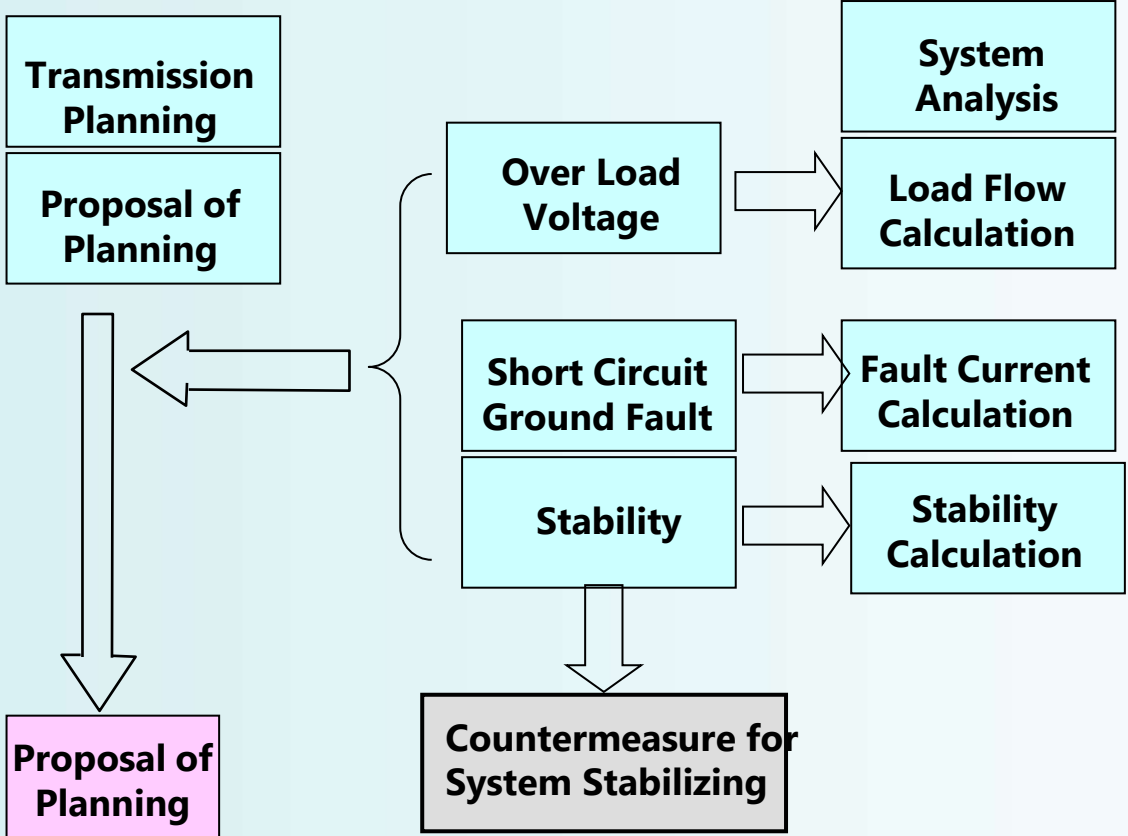 Transmission
Planning
Proposal of
Planning
Over Load
Voltage
System
Analysis
Load Flow
Calculation
Short Circuit
Ground Fault
Fault Current
Calculation
Stability
Stability
Calculation
Countermeasure for
System Stabilizing
Proposal of
Planning